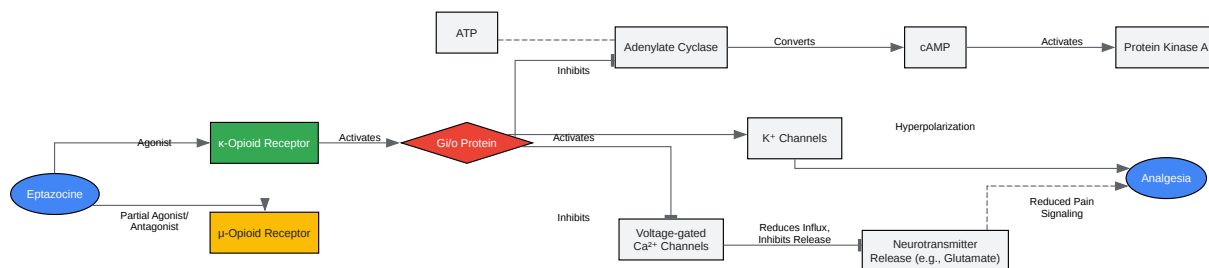 ATP
Adenylate Cyclase
Converts
cAMP
Activates
Protein Kinase A
Inhibits
Agonist
κ-Opioid Receptor
Activates
Gi/o Protein
Activates
K⁺ Channels
Hyperpolarization
Eptazocine
Analgesia
Partial Agonist/
Antagonist
μ-Opioid Receptor
Inhibits
Voltage-gated
Ca²⁺ Channels
Reduces Influx,
Inhibits Release
Neurotransmitter
Release (e.g., Glutamate)
Reduced Pain
Signaling